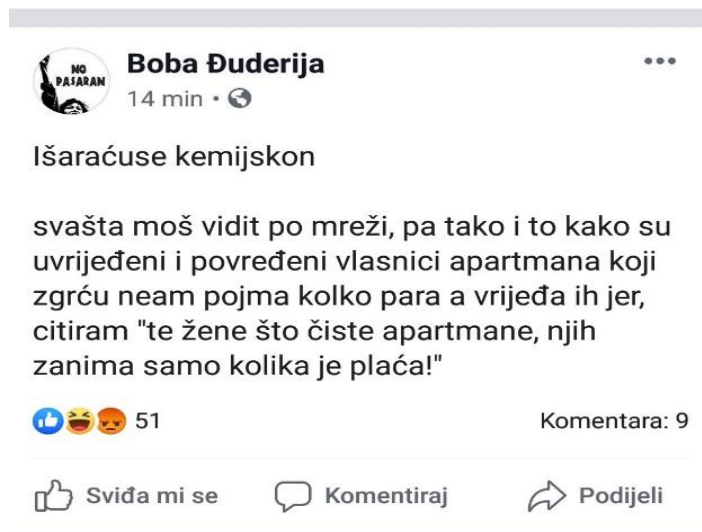 NO
PASARAN
Boba Đuderija
14 min •
Išaraćuse kemijskon
svašta moš vidit po mreži, pa tako i to kako su
uvrijeđeni i povređeni vlasnici apartmana koji
zgrću neam pojma kolko para a vrijeđa ih jer,
citiram "te žene što čiste apartmane, njih
zanima samo kolika je plaća!"
51 Komentara: 9
Sviđa mi se Komentiraj Podijeli